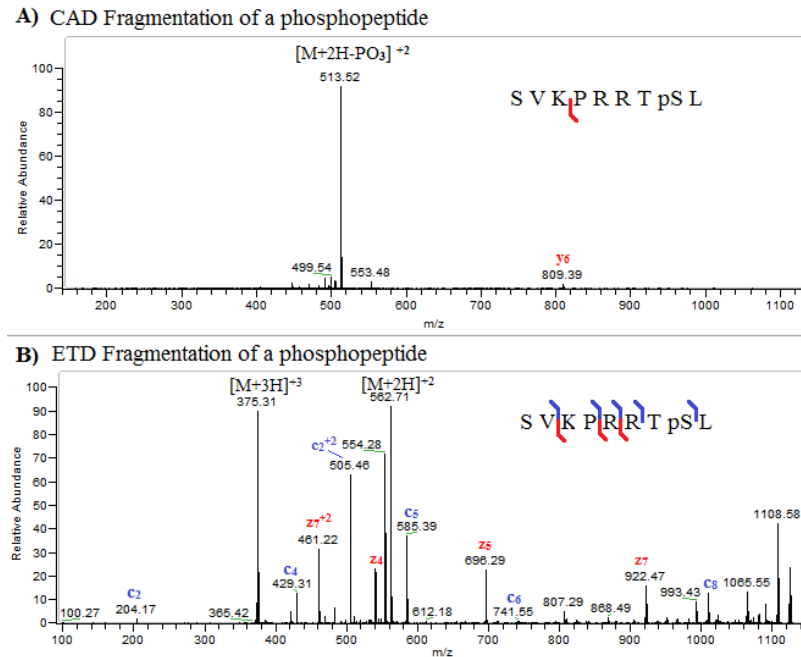 A) CAD Fragmentation of a phosphopeptide
[M+2H-PO3] +2
513.52
S V K P R R T pS L
100
80
60
40
20
0
Relative Abundance
499.54
553.48
y6
809.39
200 300 400 500 600 700 800 900 1000 1100
m/z
B) ETD Fragmentation of a phosphopeptide
[M+3H]+3
375.31
[M+2H]+2
562.71
S V K P R R T pS L
100
90
80
70
60
50
40
30
20
10
0
Relative Abundance
c2+2
505.46
554.28
z7+2
461.22
c4
429.31
z4
c5
585.39
z5
696.29
z7
922.47
c8
993.43
1065.55
1108.58
c2
204.17
100.27
365.42
612.18
c6
741.55
807.29
868.49
100 200 300 400 500 600 700 800 900 1000 1100
m/z